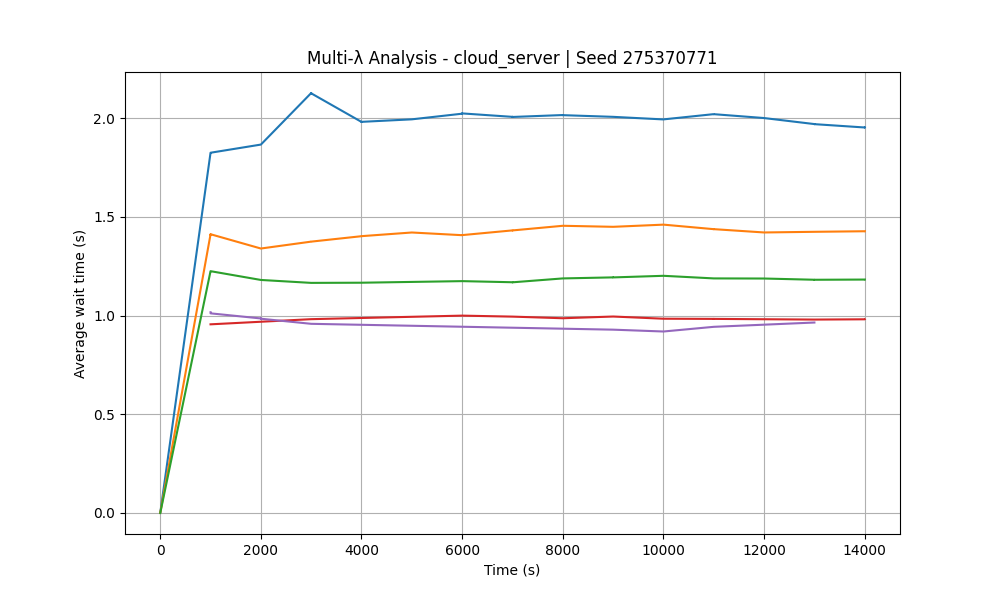 Multi-λ Analysis - cloud_server | Seed 275370771
Average wait time (s)
2.0
1.5
1.0
0.5
0.0
0 2000 4000 6000 8000 10000 12000 14000
Time (s)